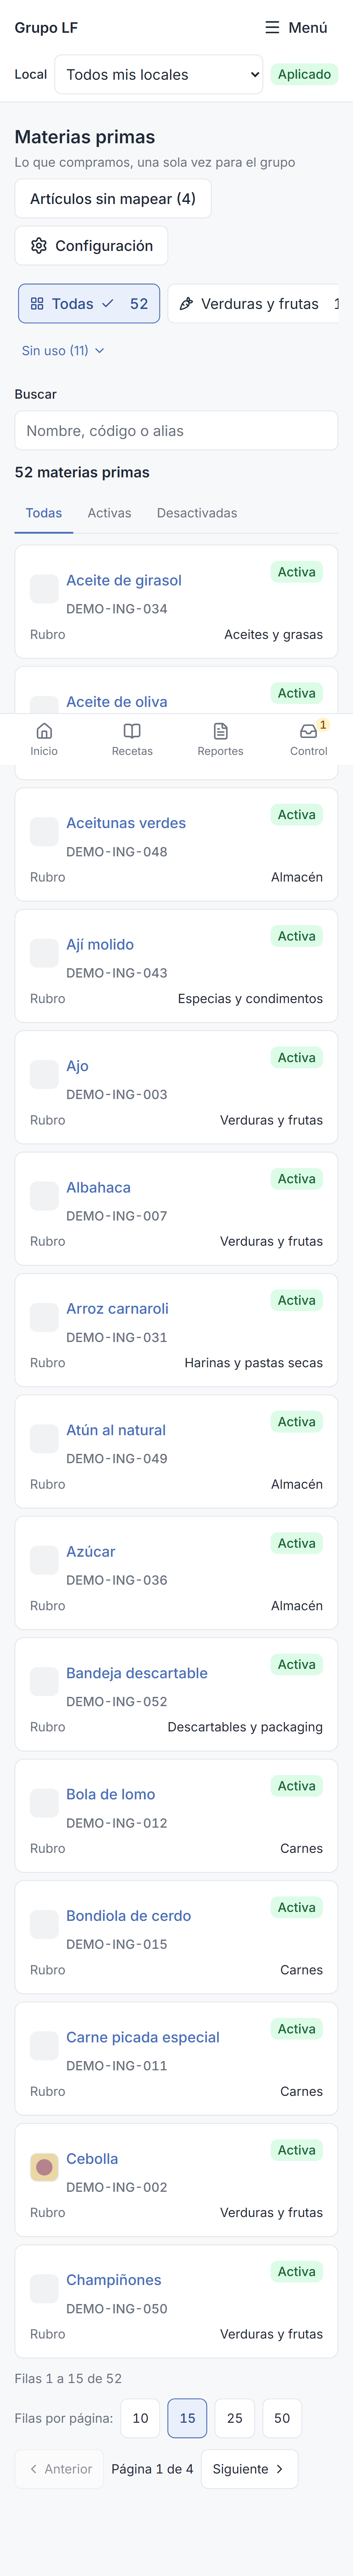 Grupo LF
Menú
Local
Todos mis locales
Aplicado
Materias primas
Lo que compramos, una sola vez para el grupo
Artículos sin mapear (4)
Configuración
Todas 52
Verduras y frutas
Sin uso (11)
Buscar
Nombre, código o alias
52 materias primas
Todas Activas Desactivadas
Activa
Aceite de girasol
DEMO-ING-034
Rubro Aceites y grasas
Activa
Aceite de oliva
1
Inicio Recetas Reportes Control
Activa
Aceitunas verdes
DEMO-ING-048
Rubro Almacén
Activa
Ají molido
DEMO-ING-043
Rubro Especias y condimentos
Activa
Ajo
DEMO-ING-003
Rubro Verduras y frutas
Activa
Albahaca
DEMO-ING-007
Rubro Verduras y frutas
Activa
Arroz carnaroli
DEMO-ING-031
Rubro Harinas y pastas secas
Activa
Atún al natural
DEMO-ING-049
Rubro Almacén
Activa
Azúcar
DEMO-ING-036
Rubro Almacén
Activa
Bandeja descartable
DEMO-ING-052
Rubro Descartables y packaging
Activa
Bola de lomo
DEMO-ING-012
Rubro Carnes
Activa
Bondiola de cerdo
DEMO-ING-015
Rubro Carnes
Activa
Carne picada especial
DEMO-ING-011
Rubro Carnes
Activa
Cebolla
DEMO-ING-002
Rubro Verduras y frutas
Activa
Champiñones
DEMO-ING-050
Rubro Verduras y frutas
Filas 1 a 15 de 52
Filas por página: 10 15 25 50
Anterior Página 1 de 4 Siguiente